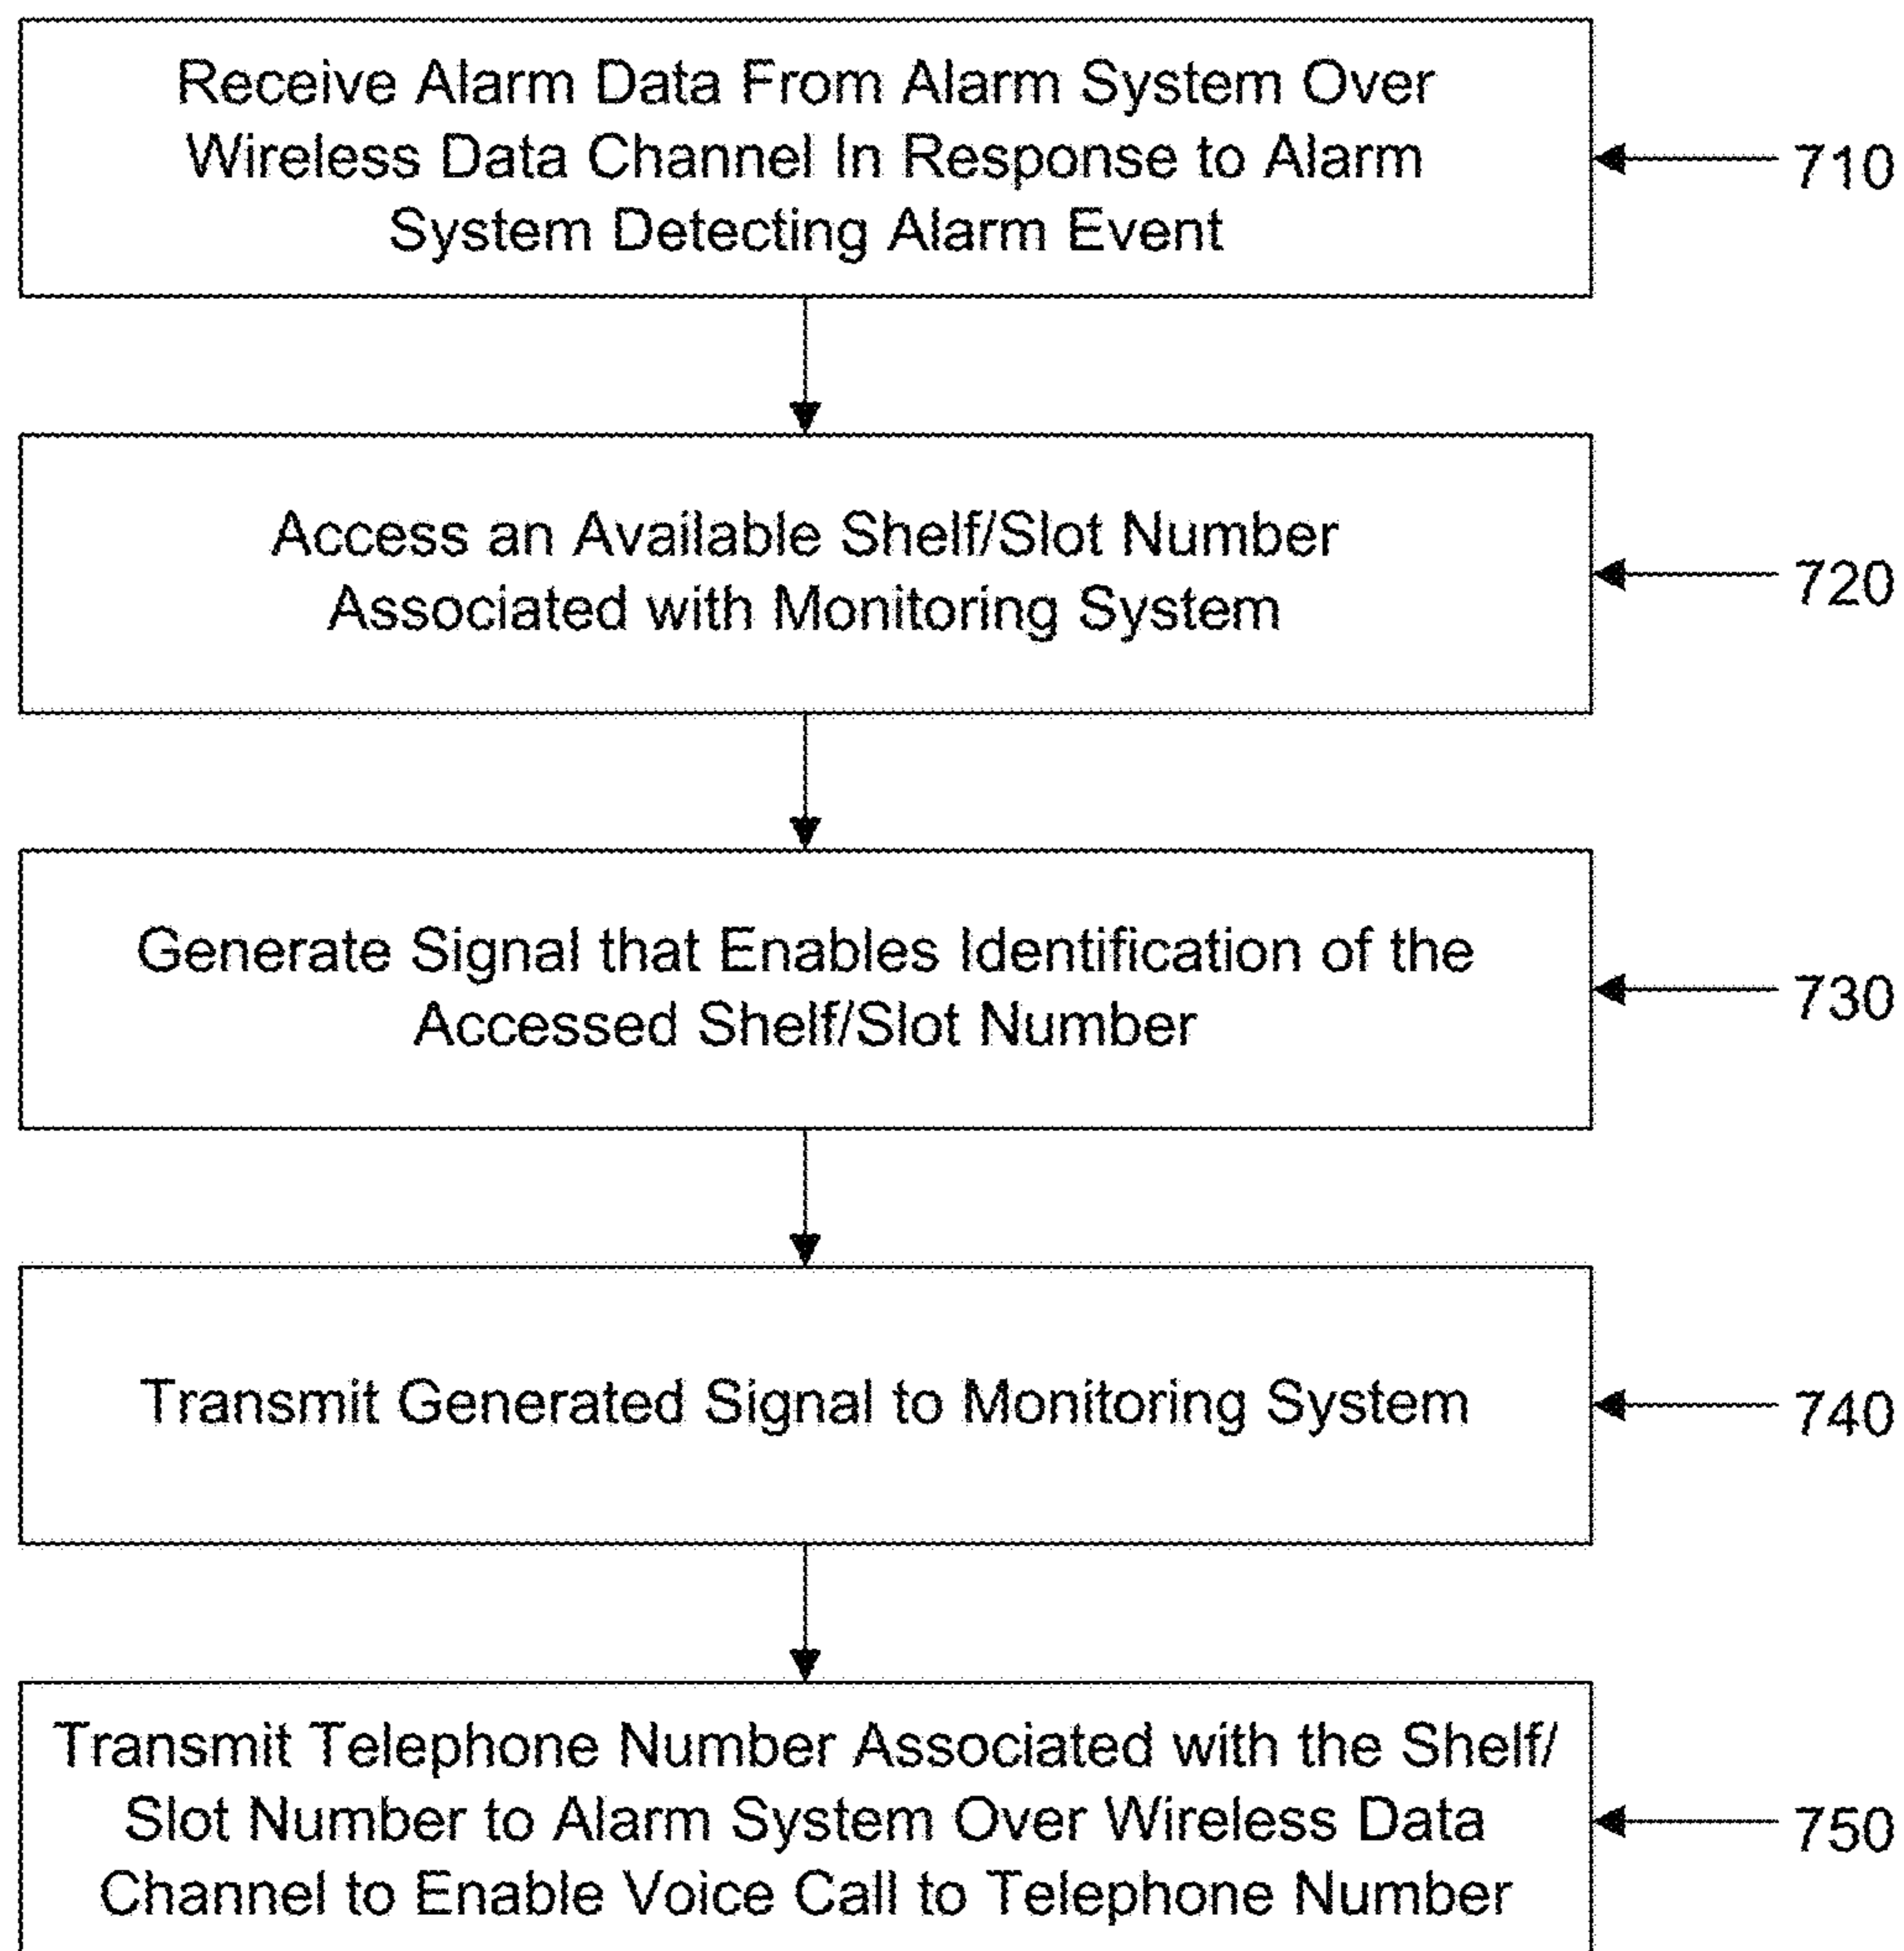 Receive Alarm Data From Alarm System Over
Wireless Data Channel In Response to Alarm
System Detecting Alarm Event
710
Access an Available Shelf/Slot Number
Associated with Monitoring System
720
Generate Signal that Enables Identification of the
Accessed Shelf/Slot Number
730
Transmit Generated Signal to Monitoring System
740
Transmit Telephone Number Associated with the Shelf/
Slot Number to Alarm System Over Wireless Data
Channel to Enable Voice Call to Telephone Number
750